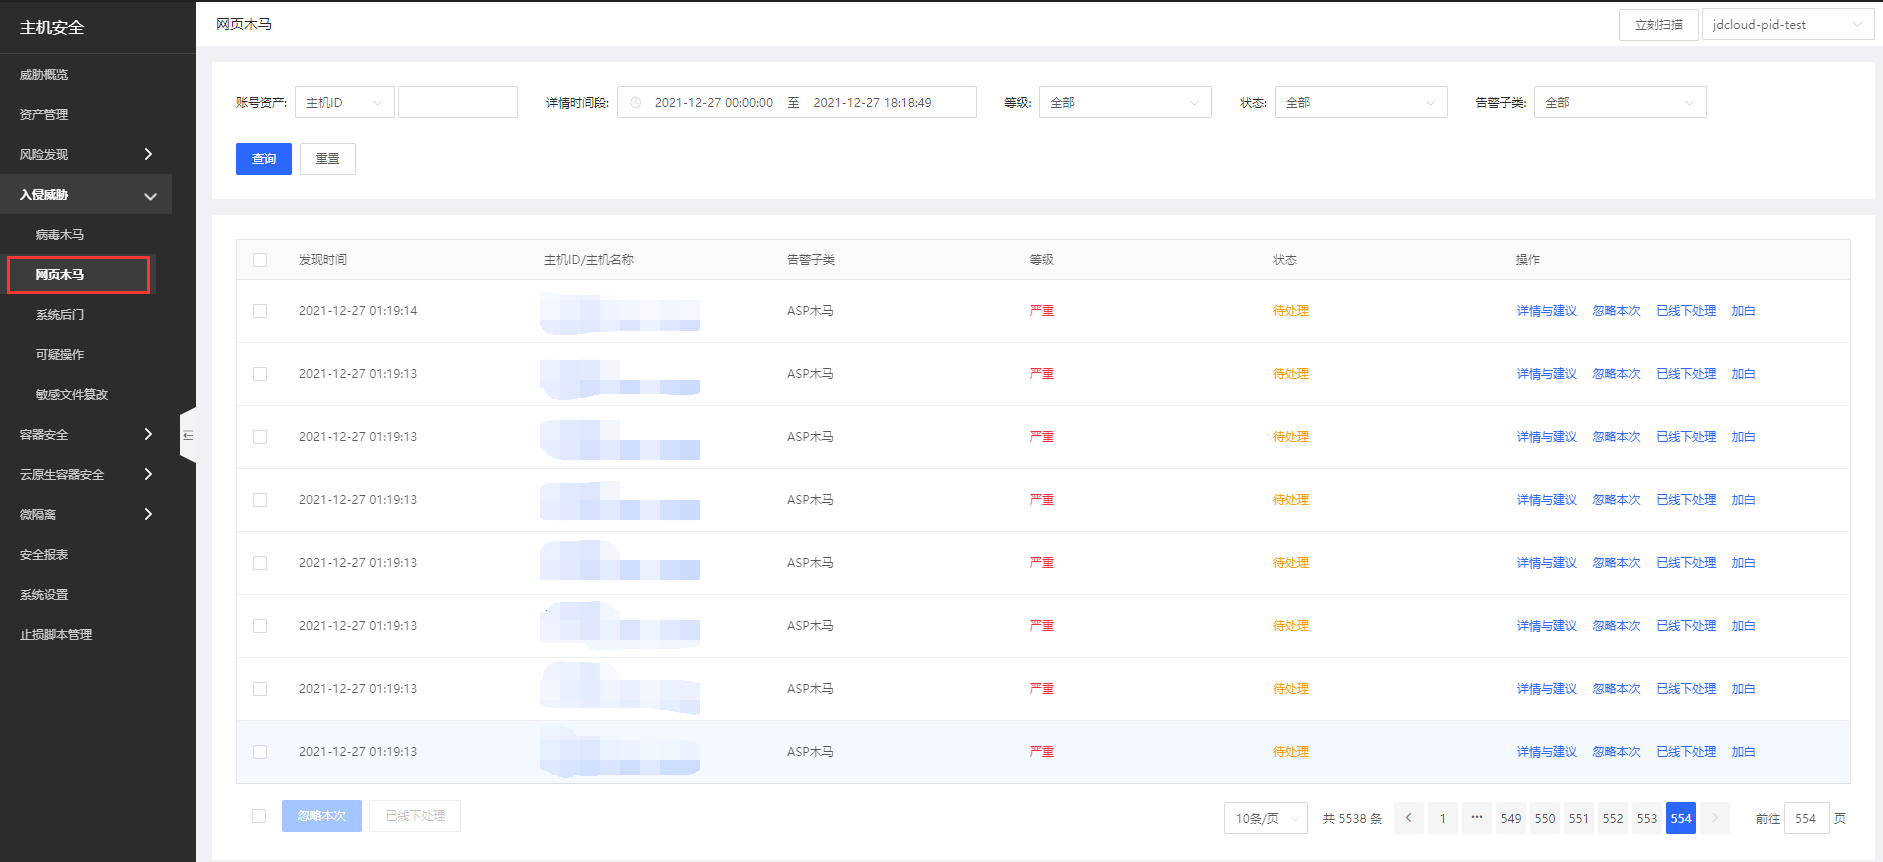 主机安全
威胁概览
资产管理
风险发现
入侵威胁
病毒木马
网页木马
系统后门
可疑操作
敏感文件篡改
容器安全
云原生容器安全
微隔离
安全报表
系统设置
止损脚本管理
网页木马 立刻扫描 jdcloud-pid-test
账号资产: 主机ID 详情时间段: 2021-12-27 00:00:00 至 2021-12-27 18:18:49 等级: 全部 状态: 全部 告警子类: 全部
查询 重置
发现时间 主机ID/主机名称 告警子类 等级 状态 操作
2021-12-27 01:19:14 ASP木马 严重 待处理 详情与建议 忽略本次 已线下处理 加白
2021-12-27 01:19:13 ASP木马 严重 待处理 详情与建议 忽略本次 已线下处理 加白
2021-12-27 01:19:13 ASP木马 严重 待处理 详情与建议 忽略本次 已线下处理 加白
2021-12-27 01:19:13 ASP木马 严重 待处理 详情与建议 忽略本次 已线下处理 加白
2021-12-27 01:19:13 ASP木马 严重 待处理 详情与建议 忽略本次 已线下处理 加白
2021-12-27 01:19:13 ASP木马 严重 待处理 详情与建议 忽略本次 已线下处理 加白
2021-12-27 01:19:13 ASP木马 严重 待处理 详情与建议 忽略本次 已线下处理 加白
2021-12-27 01:19:13 ASP木马 严重 待处理 详情与建议 忽略本次 已线下处理 加白
忽略本次 已线下处理 10条/页 共 5538 条 < 1 ··· 549 550 551 552 553 554 > 前往 554 页